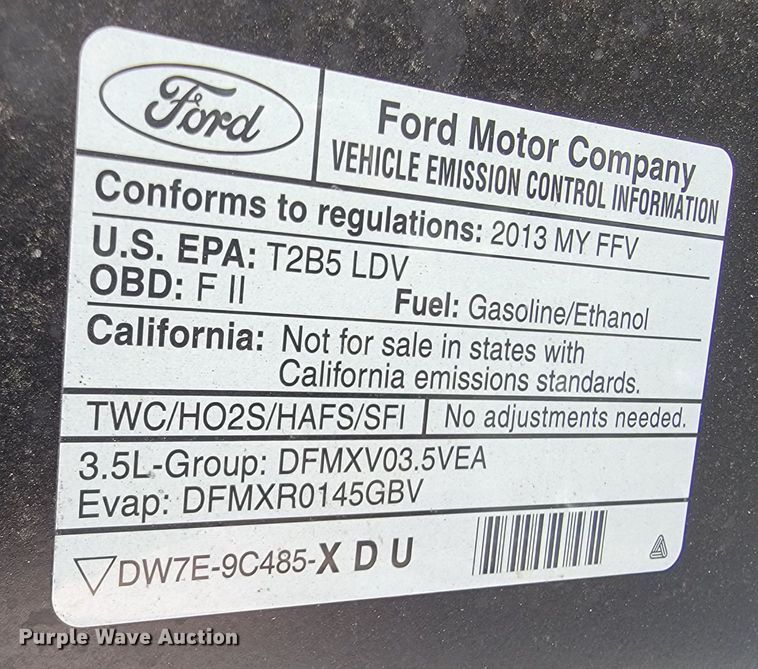 Ford
Ford Motor Company
VEHICLE EMISSION CONTROL INFORMATION
Conforms to regulations: 2013 MY FFV
U.S. EPA: T2B5 LDV
OBD: F II Fuel: Gasoline/Ethanol
California: Not for sale in states with
California emissions standards.
TWC/HO2S/HAFS/SFI No adjustments needed.
3.5L-Group: DFMXV03.5VEA
Evap: DFMXR0145GBV
DW7E-9C485-X D U
Purple Wave Auction